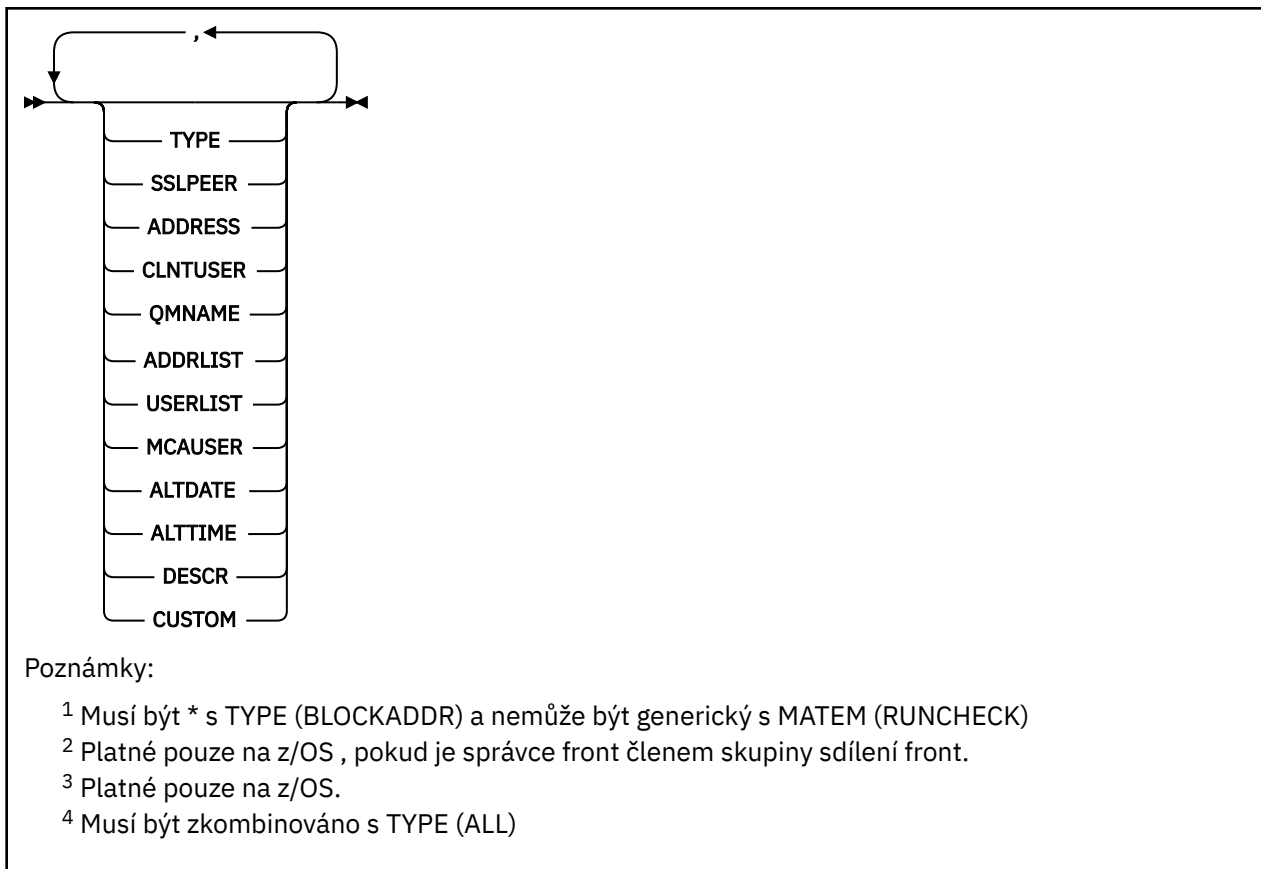 ,
TYPE
SSLPEER
ADDRESS
CLNTUSER
QMNAME
ADDRLIST
USERLIST
MCAUSER
ALTDATE
ALTTIME
DESCR
CUSTOM
Poznámky:
1 Musí být * s TYPE (BLOCKADDR) a nemůže být generický s MATEM (RUNCHECK)
2 Platné pouze na z/OS , pokud je správce front členem skupiny sdílení front.
3 Platné pouze na z/OS.
4 Musí být zkombinováno s TYPE (ALL)